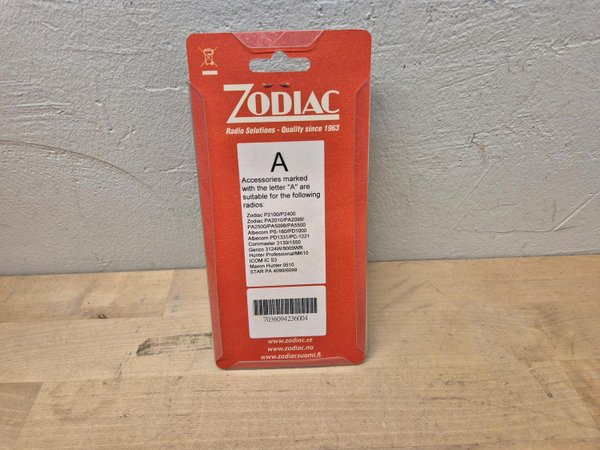 ZODIAC
Radio Solutions - Quality since 1963
A
Accessories marked
with the letter "A" are
suitable for the following
radios:
Zodiac P2100/P2400
Zodiac PA2010/PA2099/
PA2500/PA5099/PA5500
Albecom PS-160/PD1000
Albecom PD1331/PC-1221
Commaster 3130/1550
Genzo 3124W/8009WR
Hunter Professional/MK10
ICOM IC S3
Maxon Hunter 0510
STAR PA 4099/6099
7036094236004
www.zodiac.se
www.zodiac.no
www.zodiacsuomi.fi